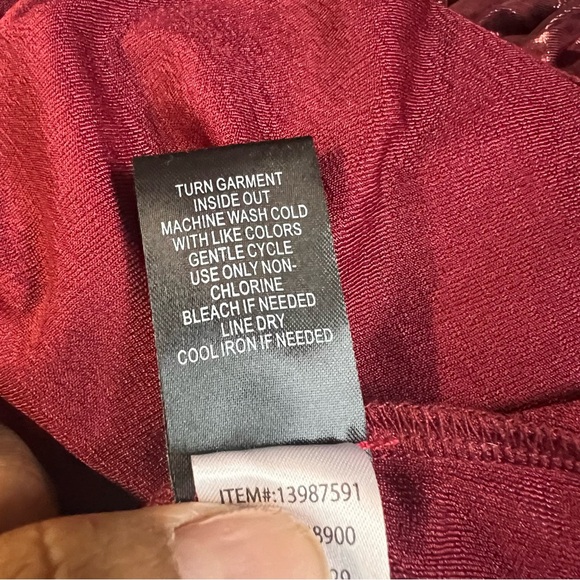 TURN GARMENT
INSIDE OUT
MACHINE WASH COLD
WITH LIKE COLORS
GENTLE CYCLE
USE ONLY NON-
CHLORINE
BLEACH IF NEEDED
LINE DRY
COOL IRON IF NEEDED
ITEM#:13987591
8900